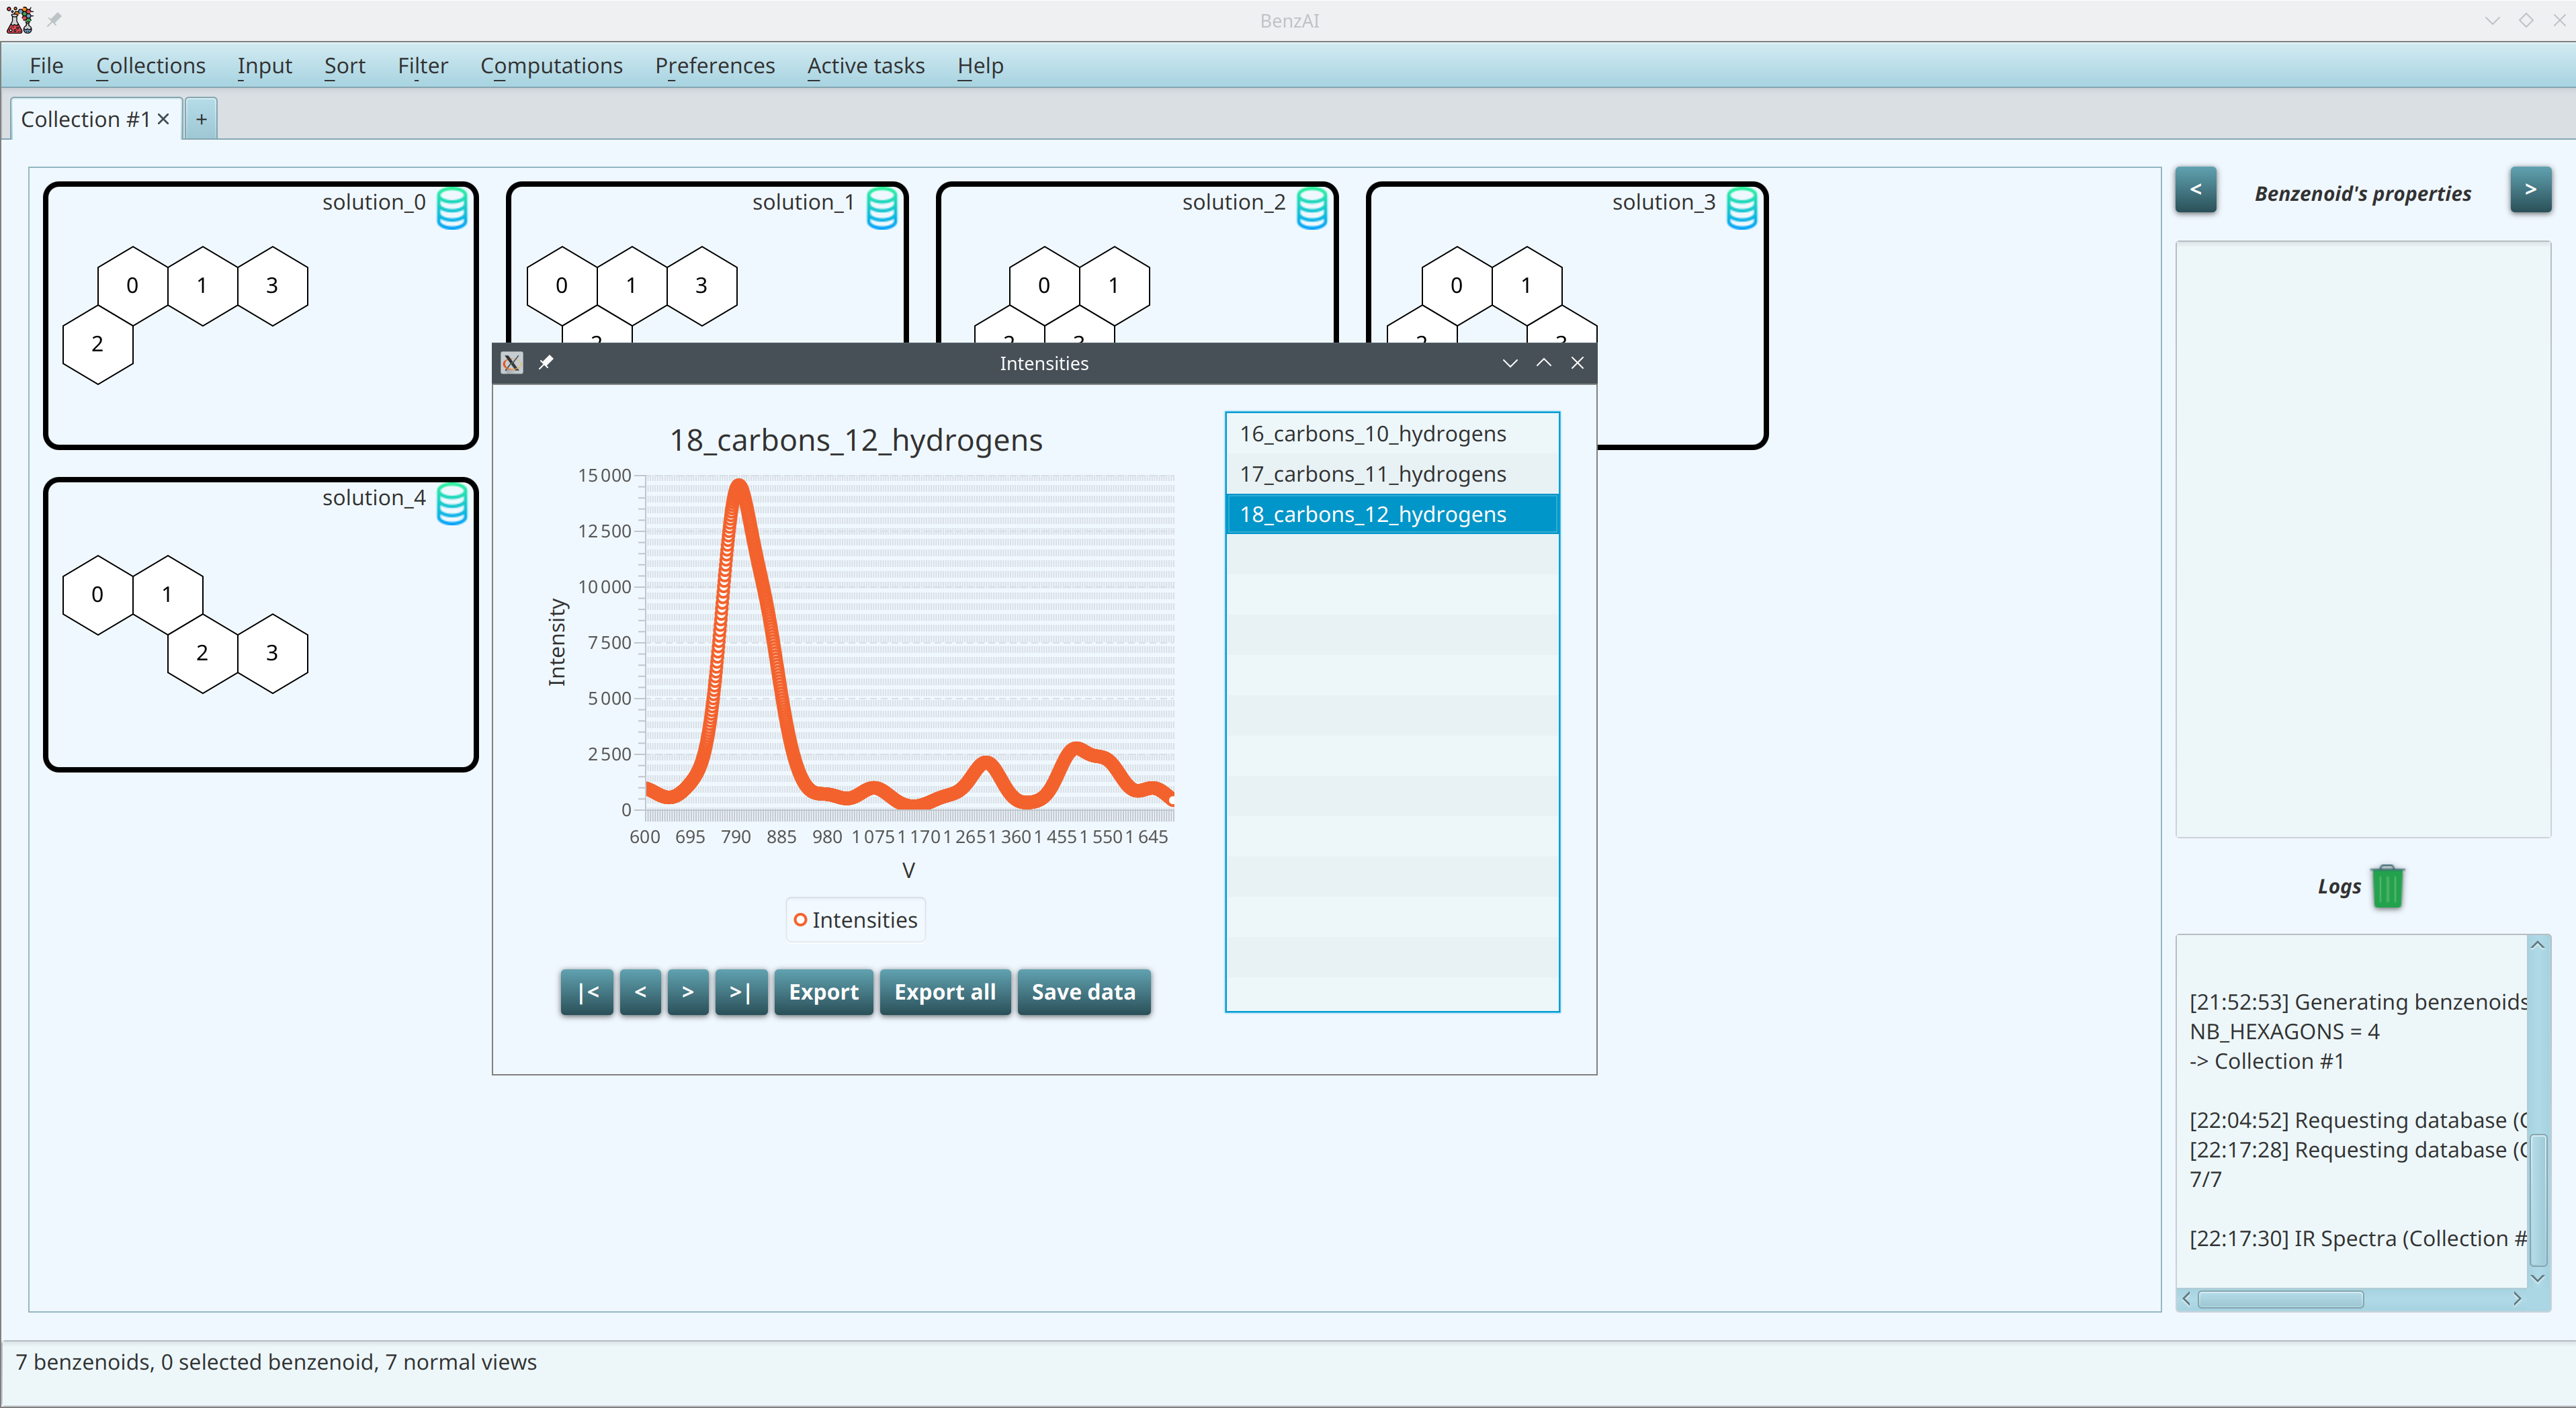 BenzAI
File Collections Input Sort Filter Computations Preferences Active tasks Help
Collection #1 +
solution_0
0 1 3
2
solution_1
0 1 3
solution_2
0 1
solution_3
0 1
solution_4
0 1
2 3
Intensities
18_carbons_12_hydrogens
15 000
12 500
10 000
7 500
5 000
2 500
0
Intensity
600 695 790 885 980 1 075 1 170 1 265 1 360 1 455 1 550 1 645
V
Intensities
|< < > >| Export Export all Save data
16_carbons_10_hydrogens
17_carbons_11_hydrogens
18_carbons_12_hydrogens
< Benzenoid's properties >
Logs
[21:52:53] Generating benzenoids
NB_HEXAGONS = 4
-> Collection #1
[22:04:52] Requesting database (
[22:17:28] Requesting database (
7/7
[22:17:30] IR Spectra (Collection #
7 benzenoids, 0 selected benzenoid, 7 normal views